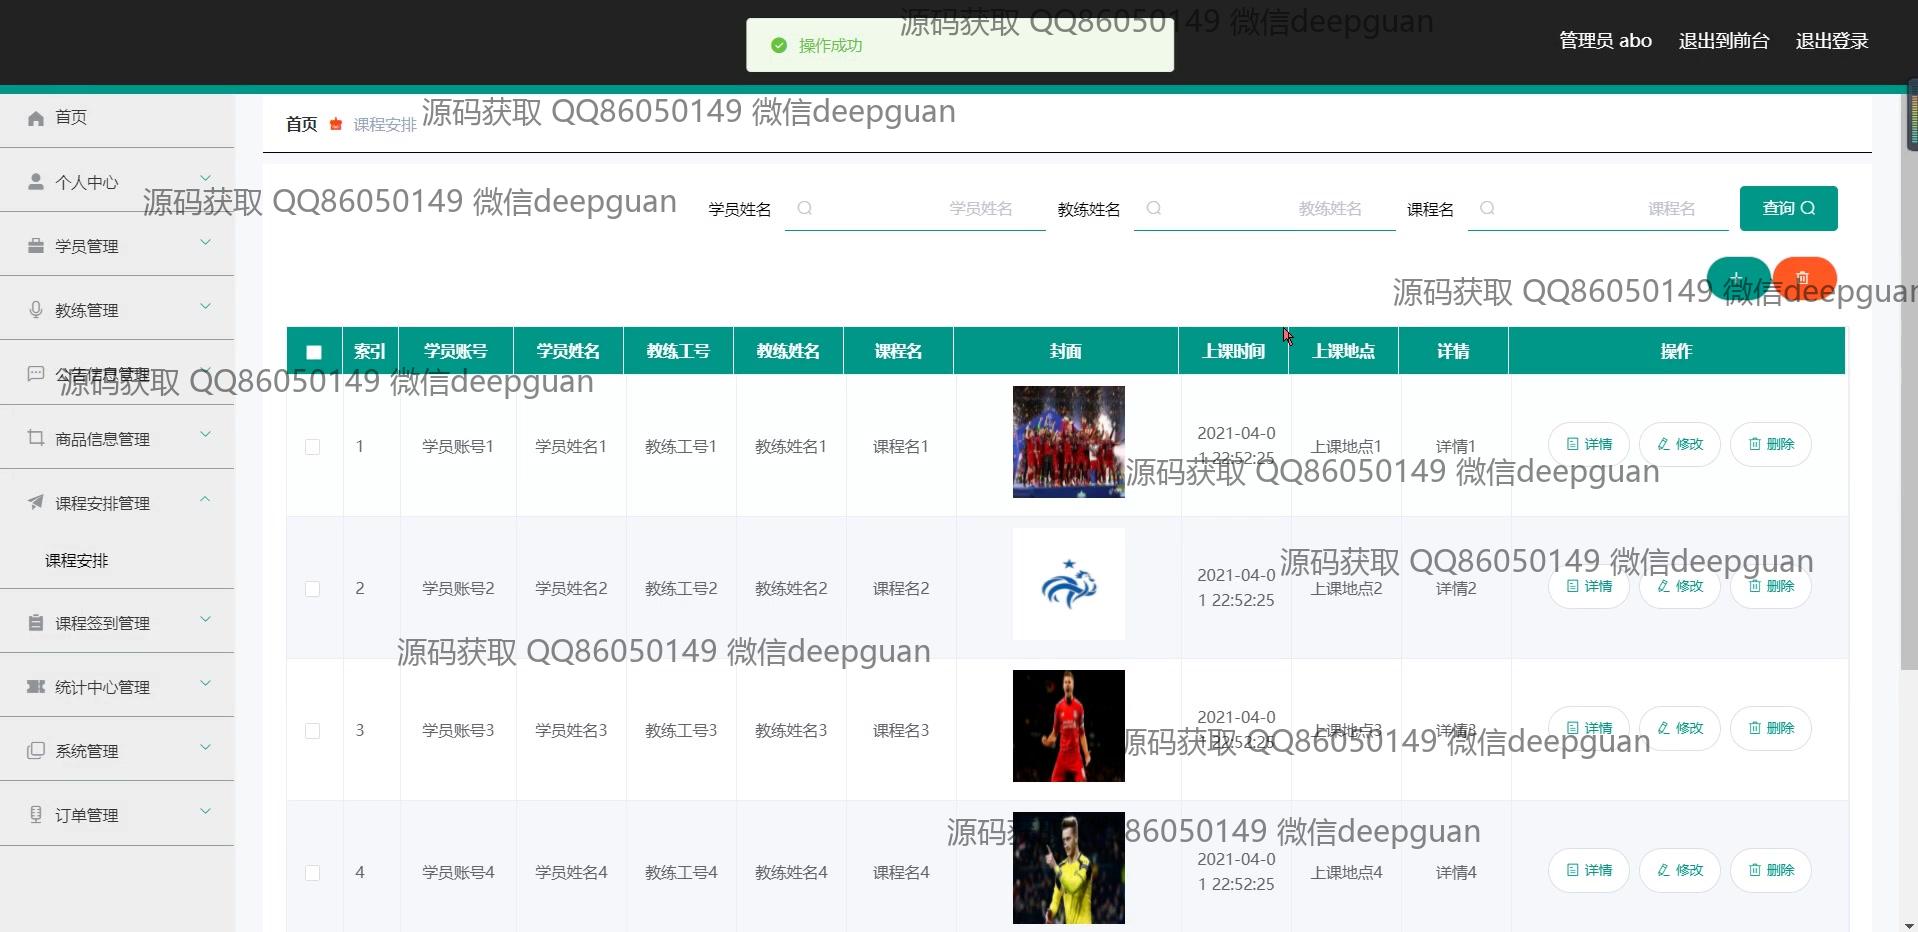 源码获取 QQ86050149 微信deepguan
操作成功
管理员 abo 退出到前台 退出登录
首页
个人中心
学员管理
教练管理
公告信息管理
商品信息管理
课程安排管理
课程安排
课程签到管理
统计中心管理
系统管理
订单管理
首页 课程安排
源码获取 QQ86050149 微信deepguan
源码获取 QQ86050149 微信deepguan
学员姓名 学员姓名 教练姓名 教练姓名 课程名 课程名 查询
源码获取 QQ86050149 微信deepguan
索引 学员账号 学员姓名 教练工号 教练姓名 课程名 封面 上课时间 上课地点 详情 操作
源码获取 QQ86050149 微信deepguan
1 学员账号1 学员姓名1 教练工号1 教练姓名1 课程名1 2021-04-0 上课地点1 详情1 详情 修改 删除
1 22:52:25
源码获取 QQ86050149 微信deepguan
源码获取 QQ86050149 微信deepguan
2 学员账号2 学员姓名2 教练工号2 教练姓名2 课程名2 2021-04-0 上课地点2 详情2 详情 修改 删除
1 22:52:25
源码获取 QQ86050149 微信deepguan
3 学员账号3 学员姓名3 教练工号3 教练姓名3 课程名3 2021-04-0 上课地点3 详情3 详情 修改 删除
1 22:52:25
源码获取 QQ86050149 微信deepguan
源码 86050149 微信deepguan
4 学员账号4 学员姓名4 教练工号4 教练姓名4 课程名4 2021-04-0 上课地点4 详情4 详情 修改 删除
1 22:52:25